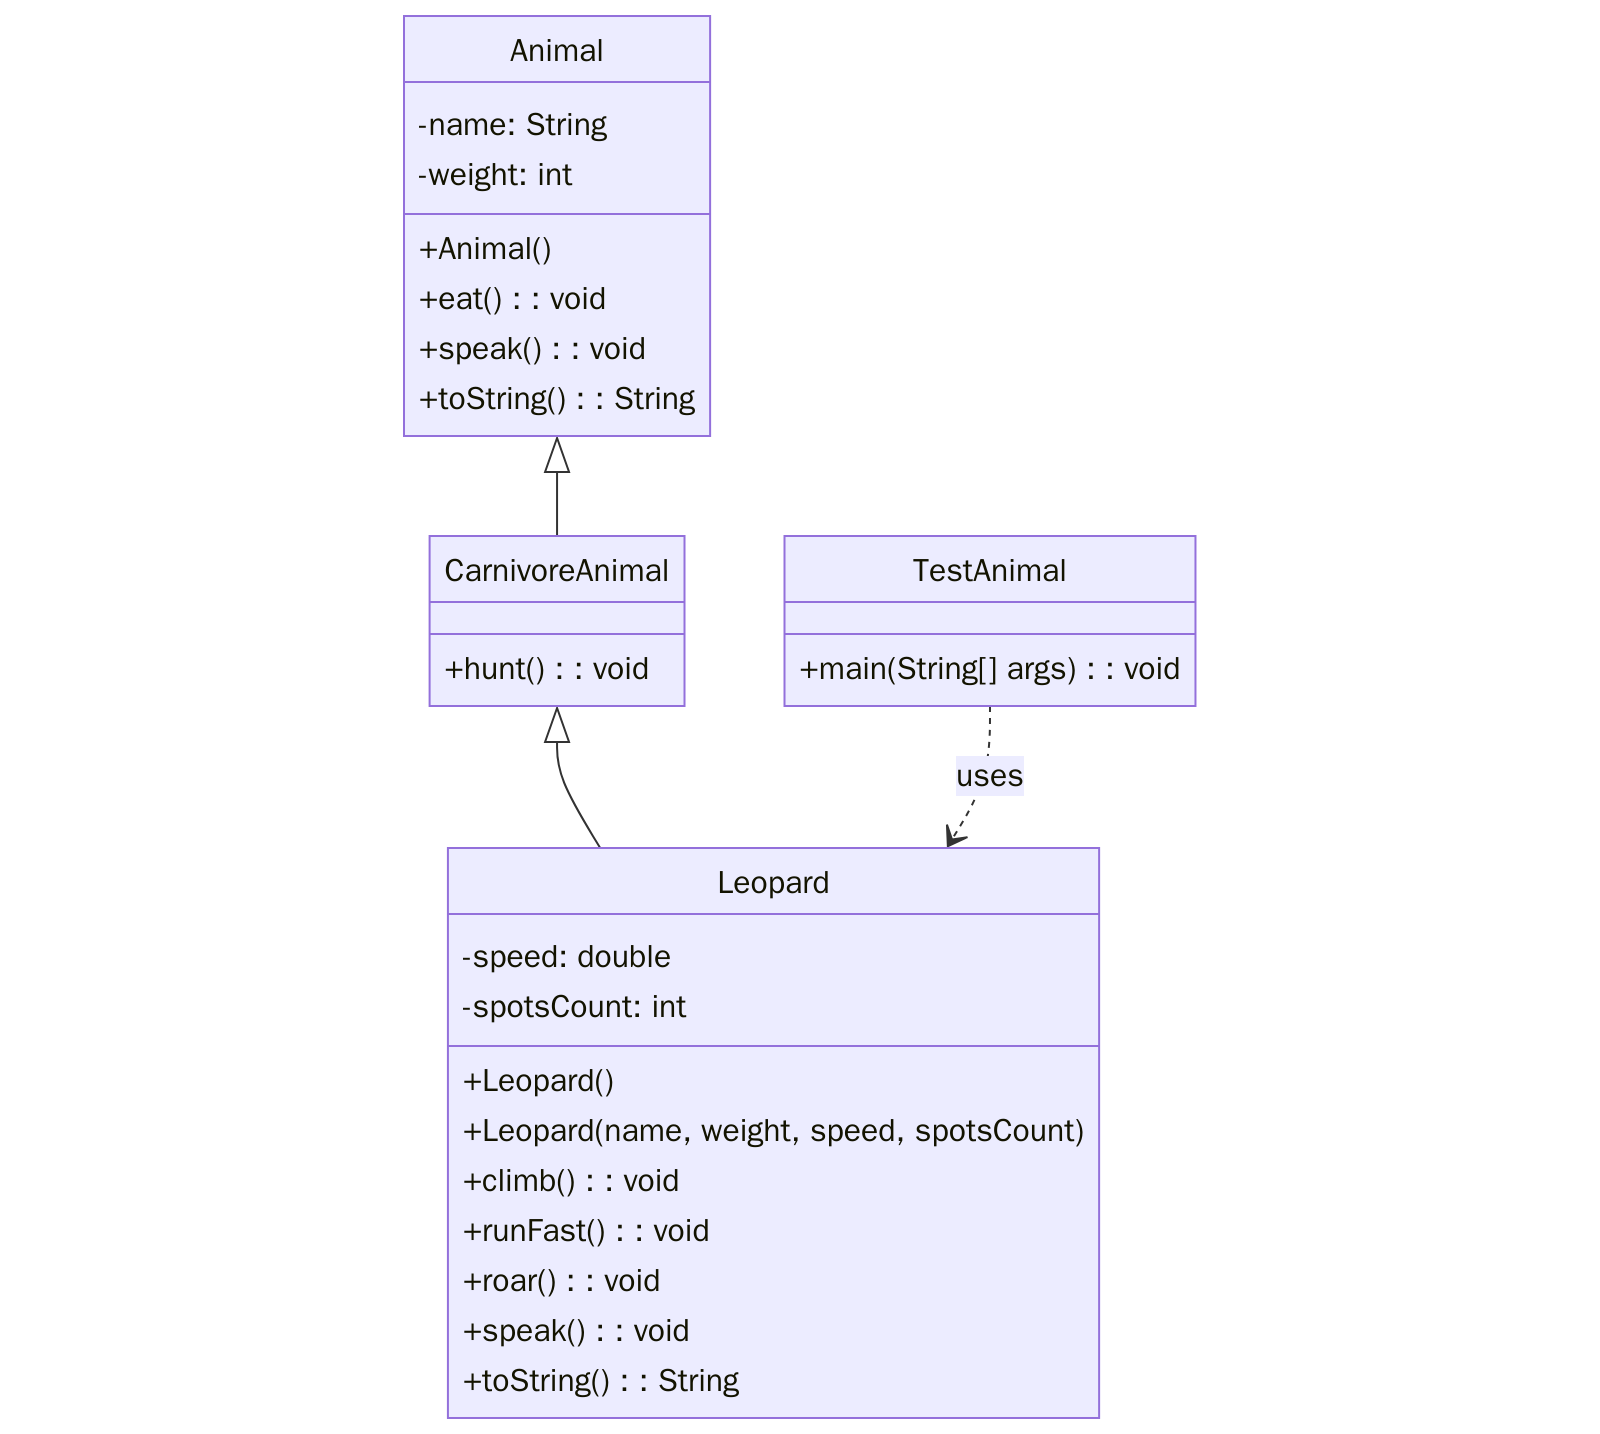 Animal
-name: String
-weight: int
+Animal()
+eat() : : void
+speak() : : void
+toString() : : String
CarnivoreAnimal
+hunt() : : void
TestAnimal
+main(String[] args) : : void
uses
Leopard
-speed: double
-spotsCount: int
+Leopard()
+Leopard(name, weight, speed, spotsCount)
+climb() : : void
+runFast() : : void
+roar() : : void
+speak() : : void
+toString() : : String